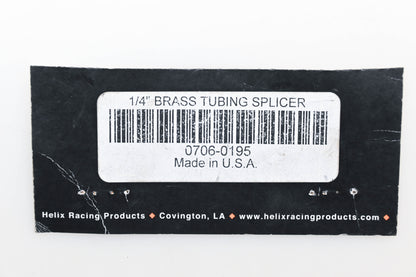 1/4" BRASS TUBING SPLICER
0706-0195
Made in U.S.A.
Helix Racing Products ♦ Covington, LA ♦ www.helixracingproducts.com ♦